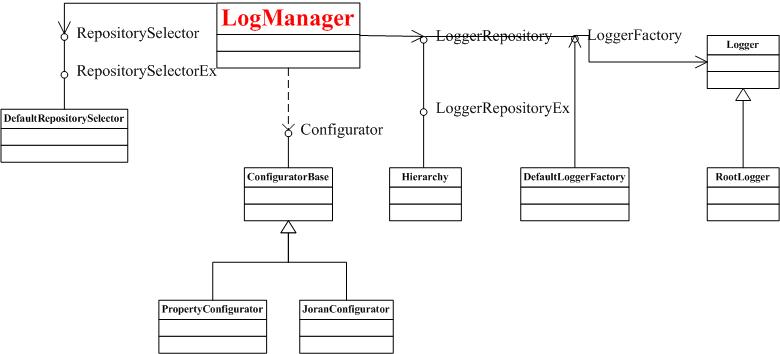 LogManager
RepositorySelector
LoggerRepository
LoggerFactory
Logger
RepositorySelectorEx
LoggerRepositoryEx
DefaultRepositorySelector
Configurator
ConfiguratorBase
Hierarchy
DefaultLoggerFactory
RootLogger
PropertyConfigurator
JoranConfigurator